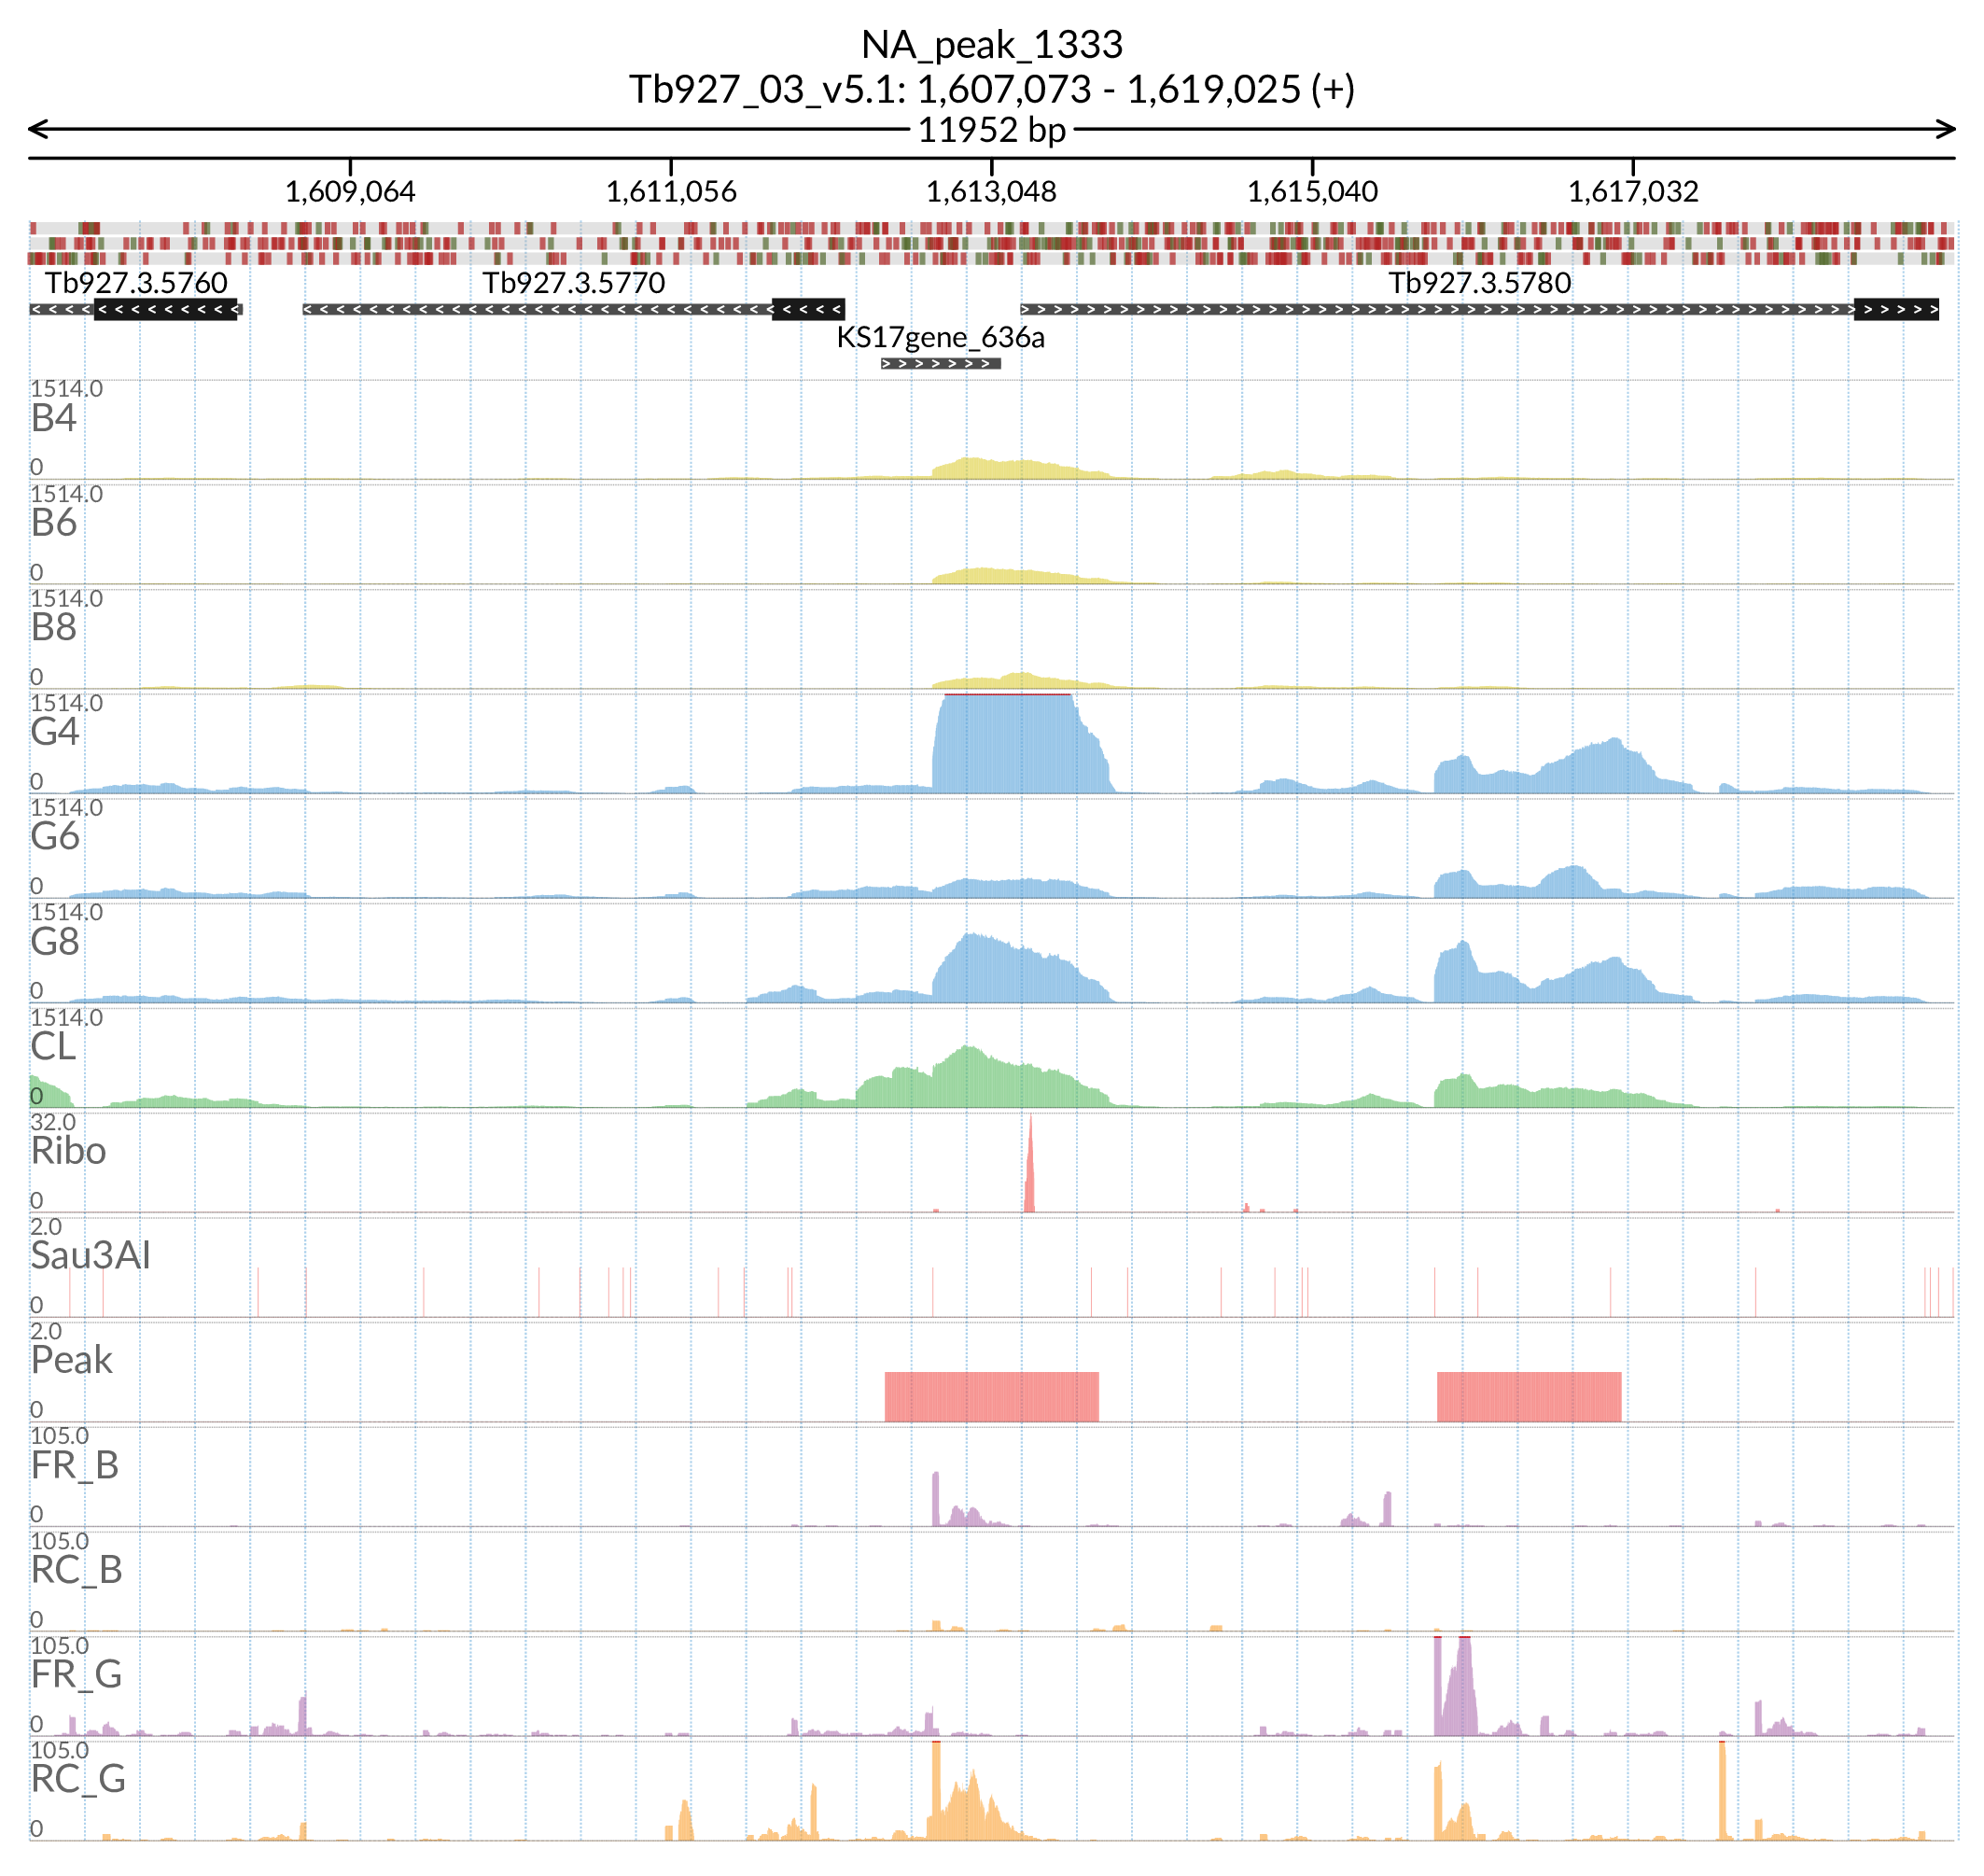 NA_peak_1333
Tb927_03_v5.1: 1,607,073 - 1,619,025 (+)
11952 bp
1,609,064 1,611,056 1,613,048 1,615,040 1,617,032
Tb927.3.5760 Tb927.3.5770 Tb927.3.5780
KS17gene_636a
1514.0
B4
0
1514.0
B6
0
1514.0
B8
0
1514.0
G4
0
1514.0
G6
0
1514.0
G8
0
1514.0
CL
0
32.0
Ribo
0
2.0
Sau3AI
0
2.0
Peak
0
105.0
FR_B
0
105.0
RC_B
0
105.0
FR_G
0
105.0
RC_G
0